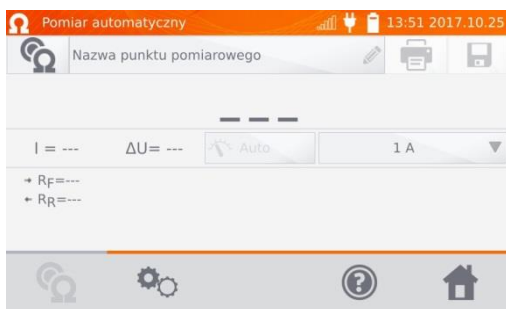 Ω Pomiar automatyczny 13:51 2017.10.25
Ω Nazwa punktu pomiarowego
---
I = --- ΔU= --- Auto 1 A
→ RF=---
← RR=---
Ω ?